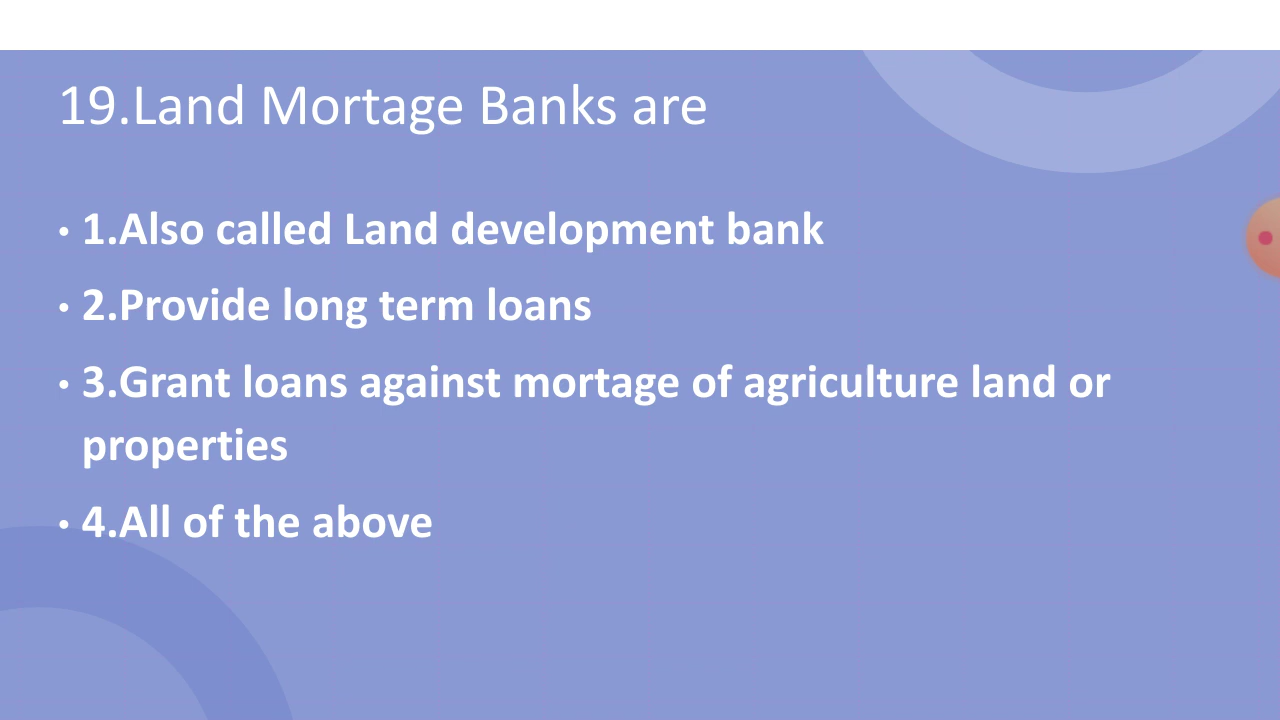 19.Land Mortage Banks are
• 1.Also called Land development bank
• 2.Provide long term loans
• 3.Grant loans against mortage of agriculture land or
properties
• 4.All of the above